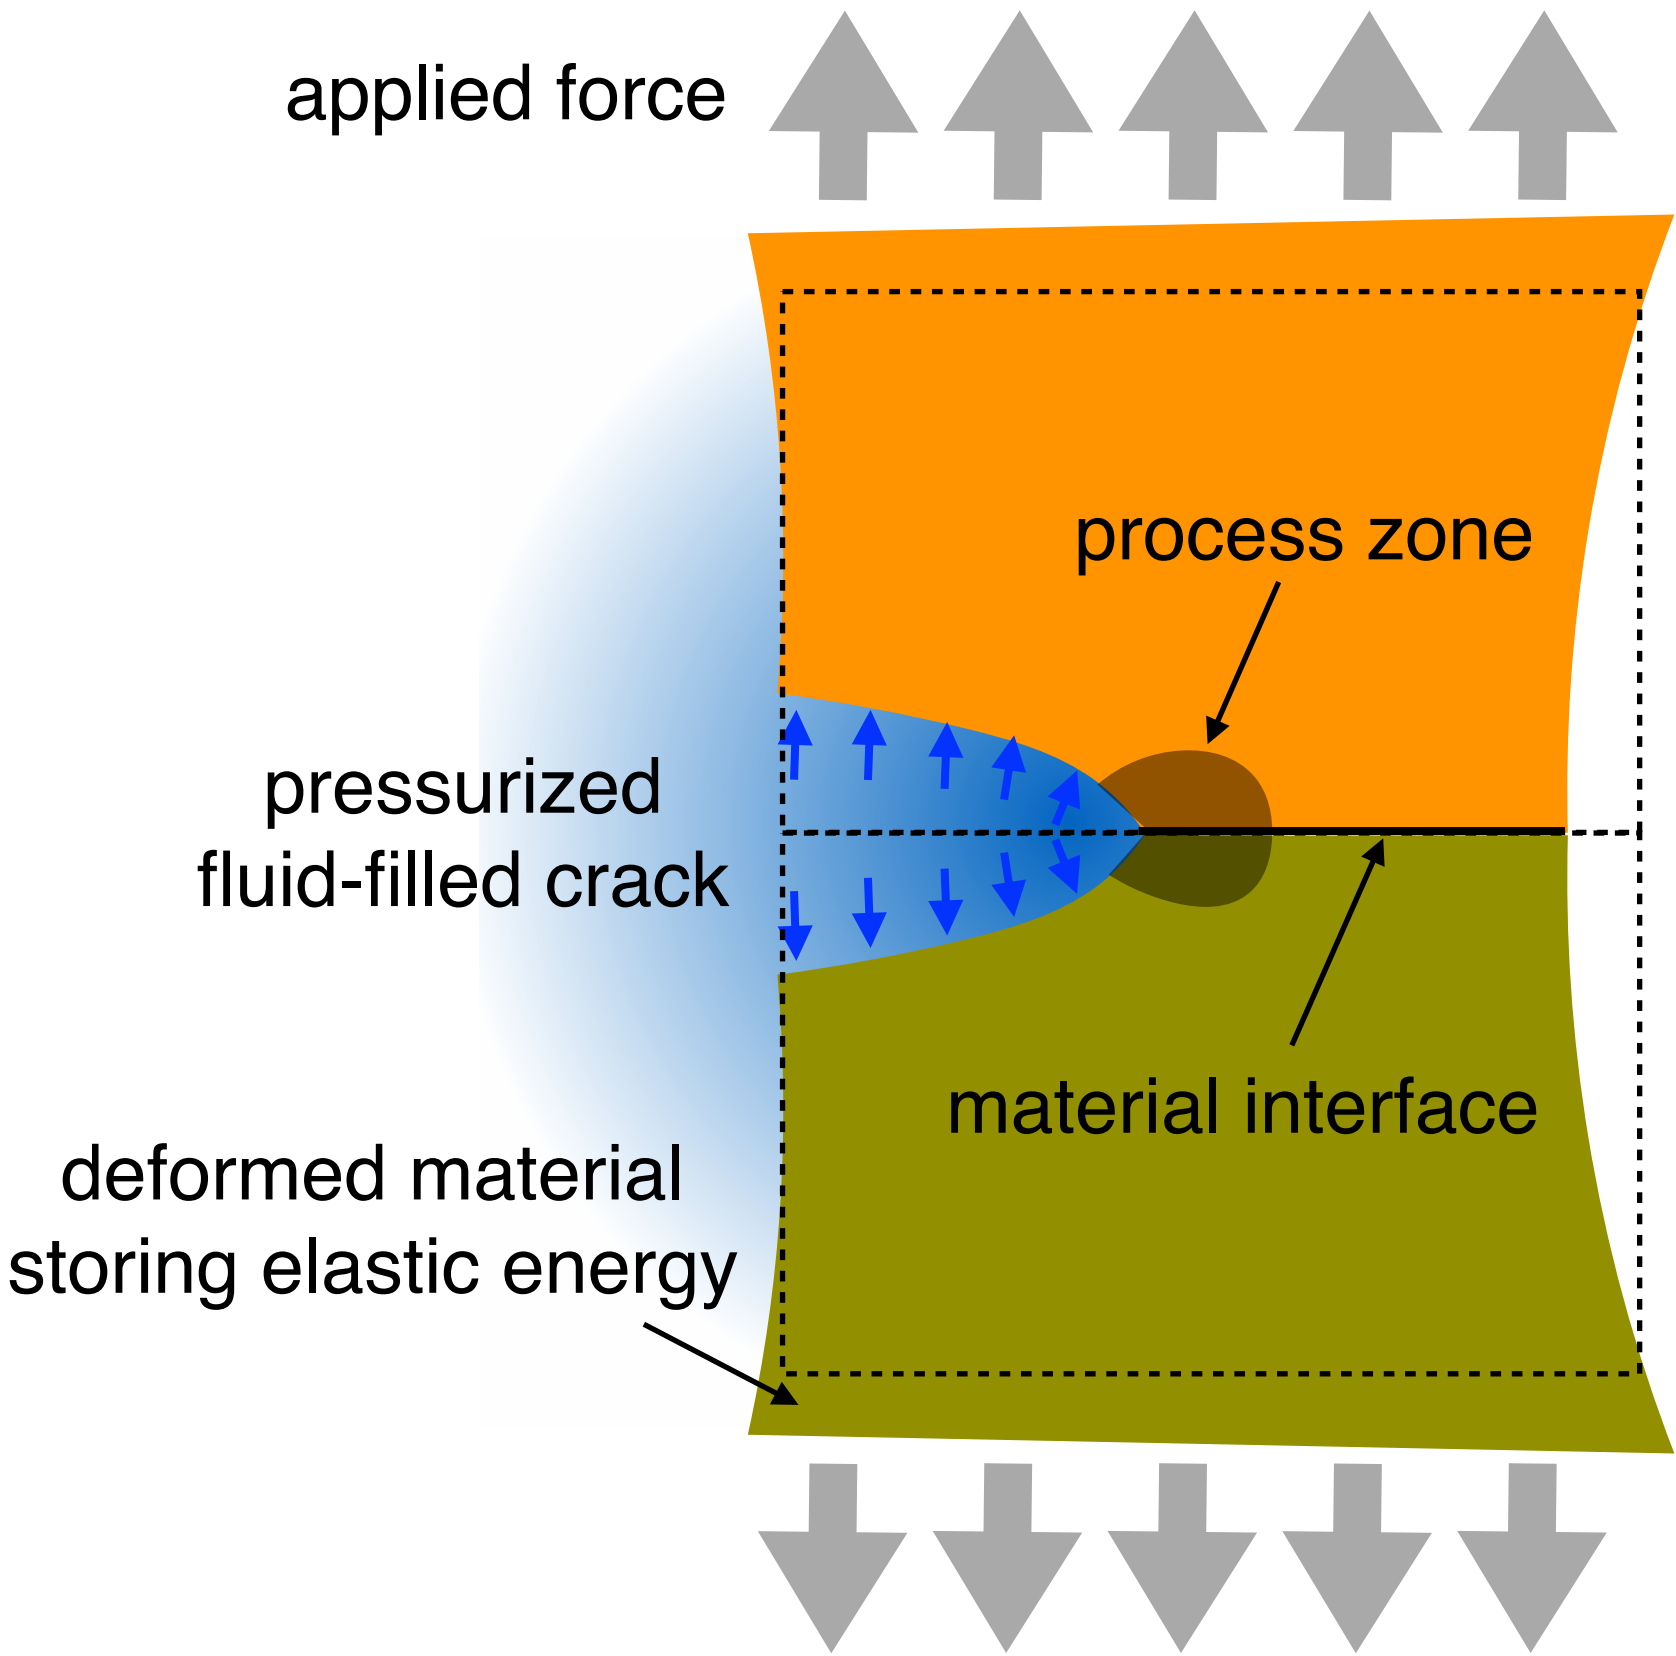 applied force
process zone
pressurized
fluid-filled crack
material interface
deformed material
storing elastic energy